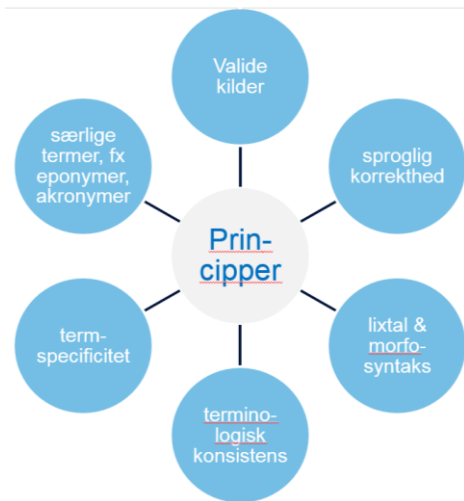 Valide
kilder
særlige
termer, fx
eponymer,
akronymer
sproglig
korrekthed
Prin-
cipper
term-
specificitet
lixtal &
morfo-
syntaks
termino-
logisk
konsistens